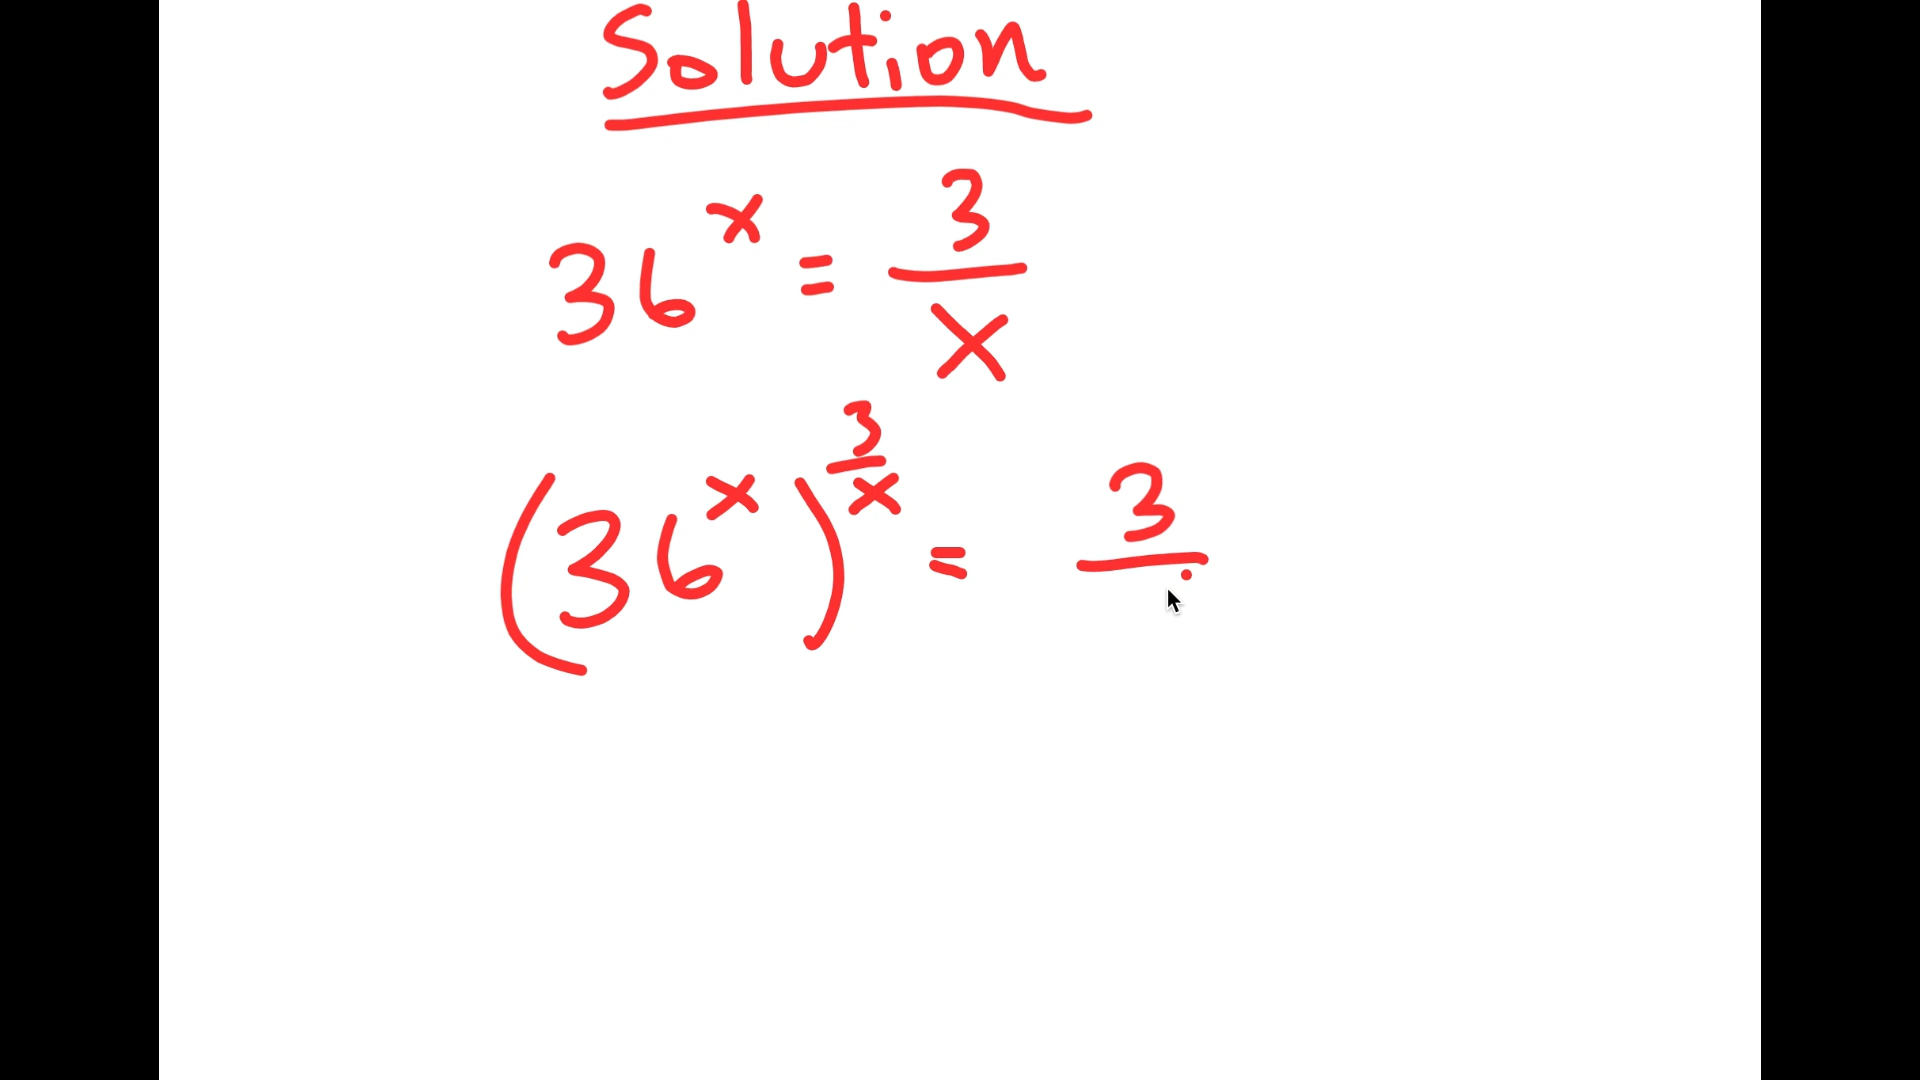 Solution
36^x = 3/x
(36^x)^(3/x) = 3/